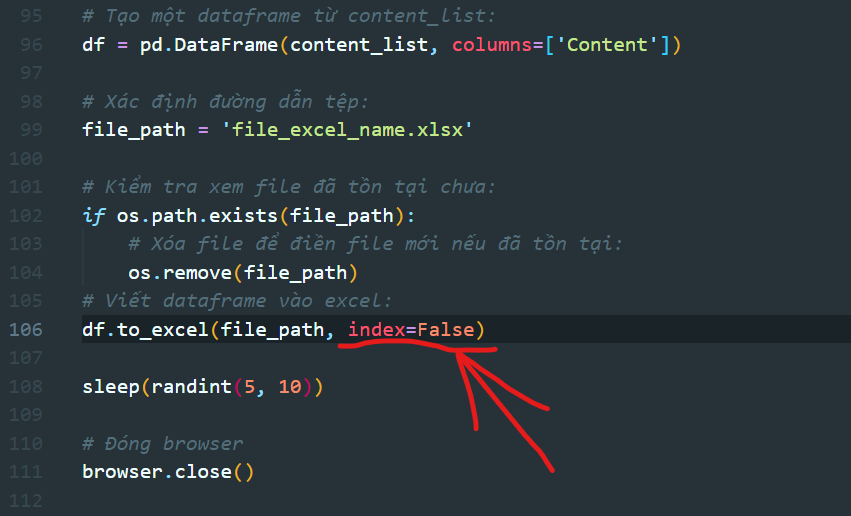 95 # Tạo một dataframe từ content_list:
96 df = pd.DataFrame(content_list, columns=['Content'])
97
98 # Xác định đường dẫn tệp:
99 file_path = 'file_excel_name.xlsx'
100
101 # Kiểm tra xem file đã tồn tại chưa:
102 if os.path.exists(file_path):
103     # Xóa file để điền file mới nếu đã tồn tại:
104     os.remove(file_path)
105 # Viết dataframe vào excel:
106 df.to_excel(file_path, index=False)
107
108 sleep(randint(5, 10))
109
110 # Đóng browser
111 browser.close()
112